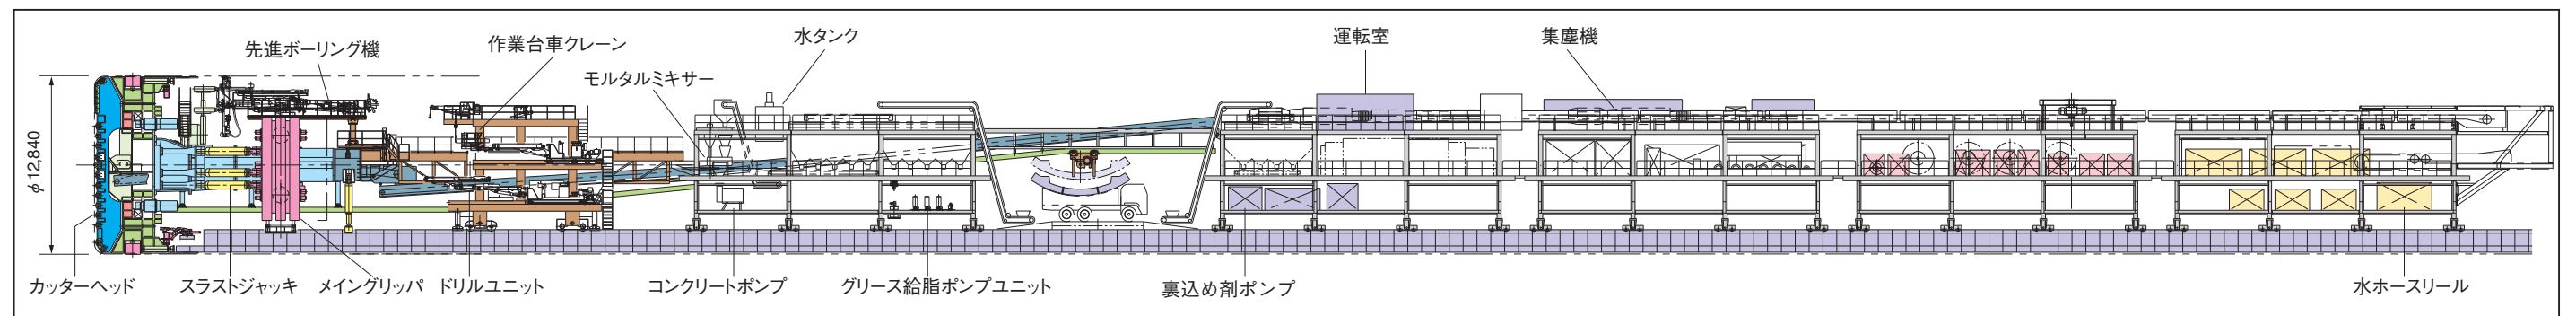 先進ボーリング機
作業台車クレーン
モルタルミキサー
水タンク
運転室
集塵機
φ12,840
カッターヘッド
スラストジャッキ
メイングリッパ
ドリルユニット
コンクリートポンプ
グリース給脂ポンプユニット
裏込め剤ポンプ
水ホースリール